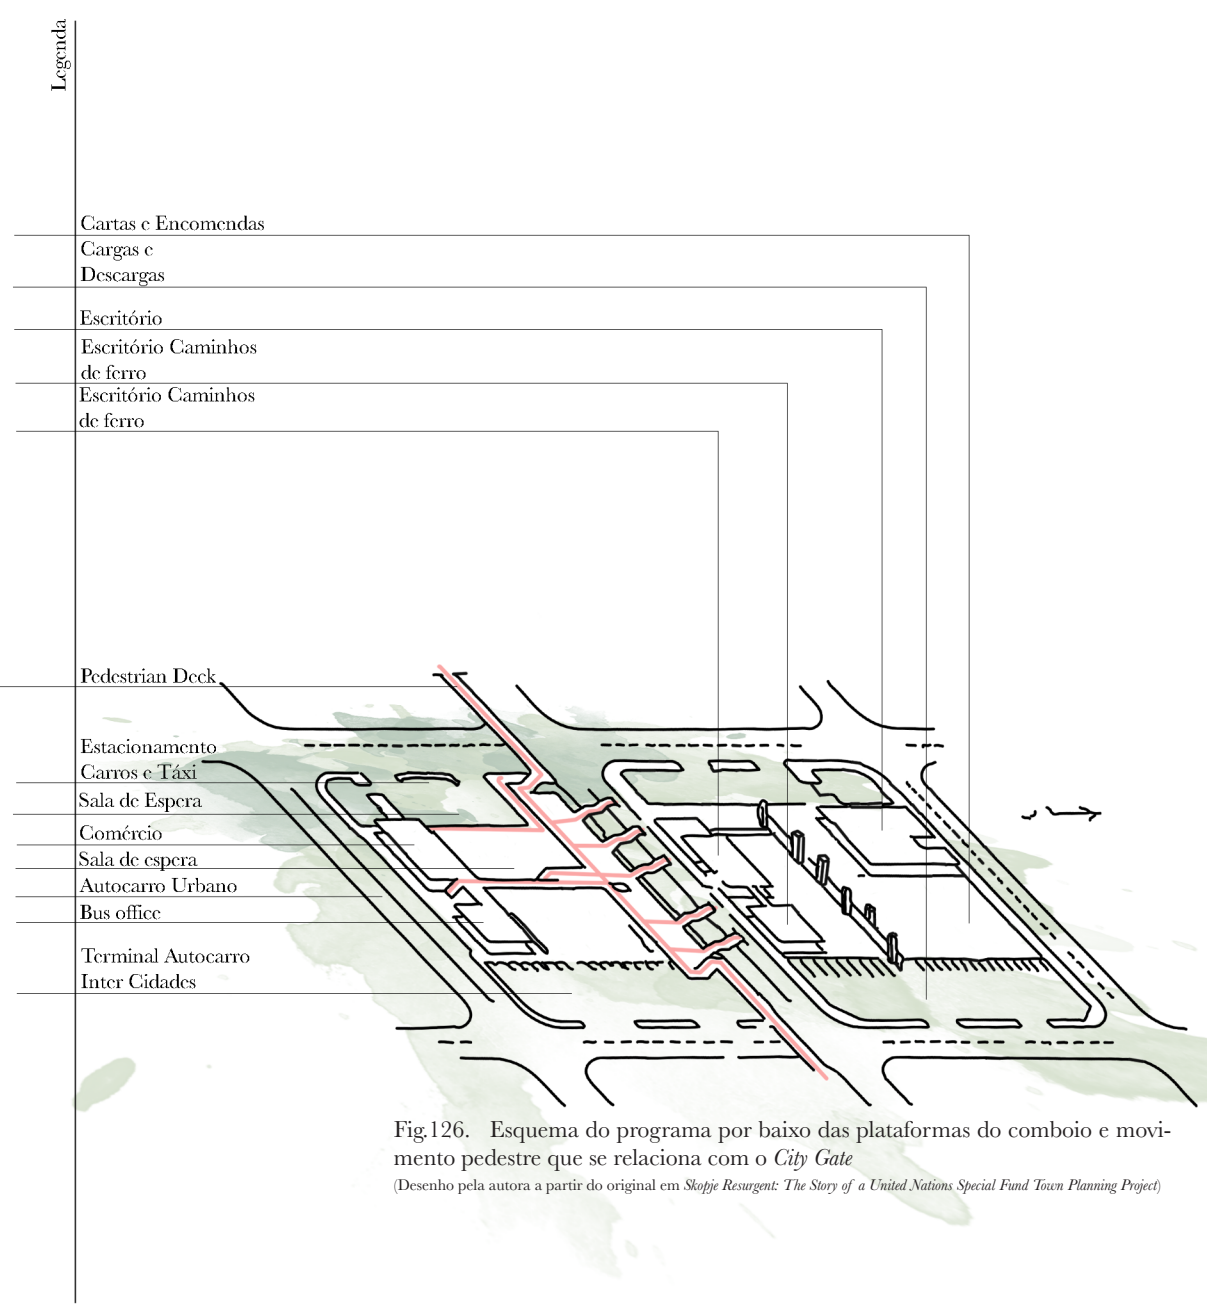 Legenda
Cartas e Encomendas
Cargas e
Descargas
Escritório
Escritório Caminhos
de ferro
Escritório Caminhos
de ferro
Pedestrian Deck
Estacionamento
Carros e Táxi
Sala de Espera
Comércio
Sala de espera
Autocarro Urbano
Bus office
Terminal Autocarro
Inter Cidades
Fig.126. Esquema do programa por baixo das plataformas do comboio e movi-
mento pedestre que se relaciona com o City Gate
(Desenho pela autora a partir do original em Skopje Resurgent: The Story of a United Nations Special Fund Town Planning Project)